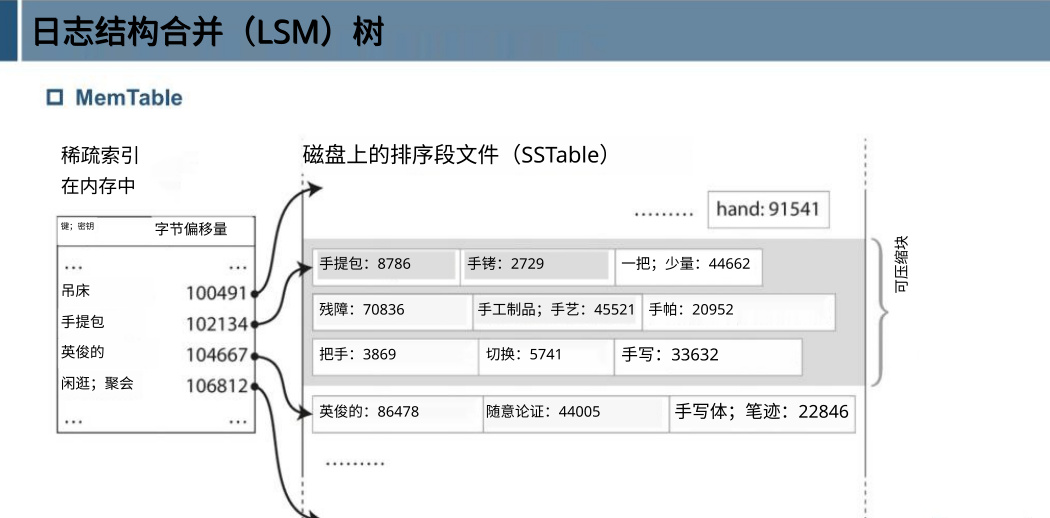 日志结构合并（LSM）树
MemTable
稀疏索引
在内存中
键；密钥 字节偏移量
... ...
吊床 100491
手提包 102134
英俊的 104667
闲逛；聚会 106812
... ...
磁盘上的排序段文件（SSTable）
......... hand: 91541
手提包：8786 手铐：2729 一把；少量：44662
残障：70836 手工制品；手艺：45521 手帕：20952
把手：3869 切换：5741 手写：33632
英俊的：86478 随意论证：44005 手写体；笔迹：22846
.........
可压缩块